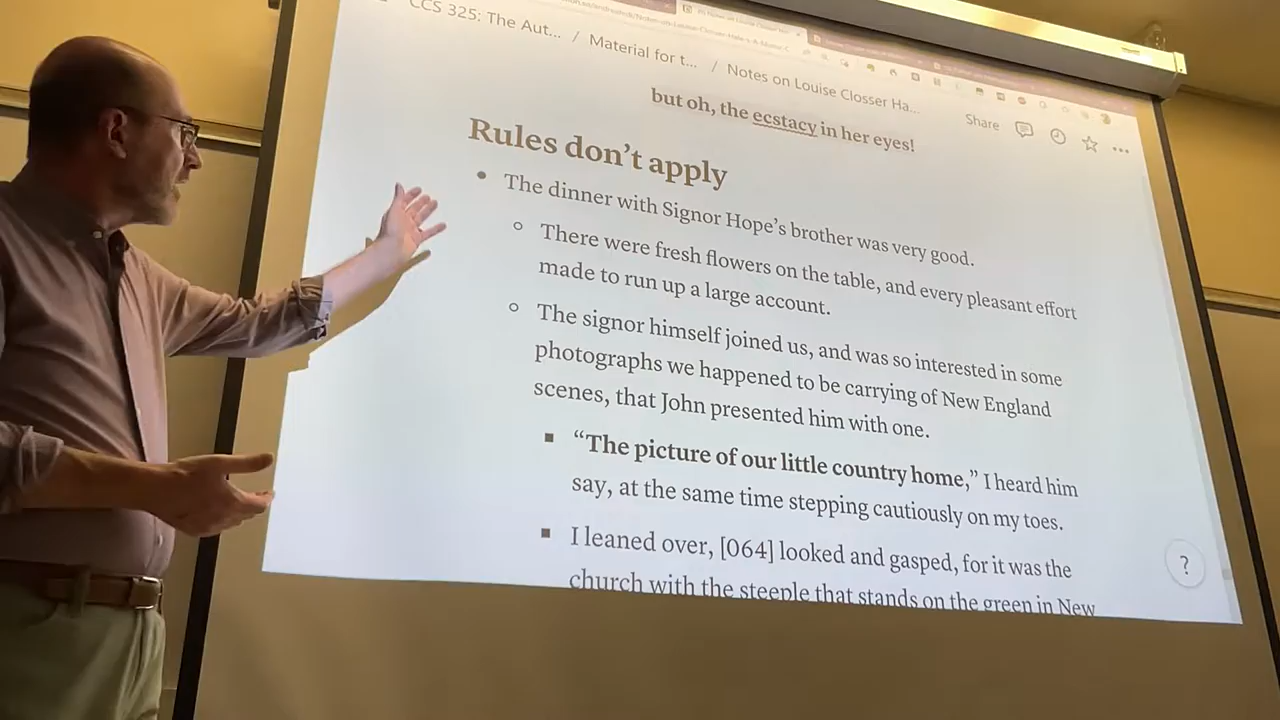 CCS 325: The Aut... / Material for t... / Notes on Louise Closser Ha...
Share
but oh, the ecstacy in her eyes!
Rules don't apply
• The dinner with Signor Hope's brother was very good.
○ There were fresh flowers on the table, and every pleasant effort
made to run up a large account.
○ The signor himself joined us, and was so interested in some
photographs we happened to be carrying of New England
scenes, that John presented him with one.
▪ “The picture of our little country home,” I heard him
say, at the same time stepping cautiously on my toes.
▪ I leaned over, [064] looked and gasped, for it was the
church with the steeple that stands on the green in New
?